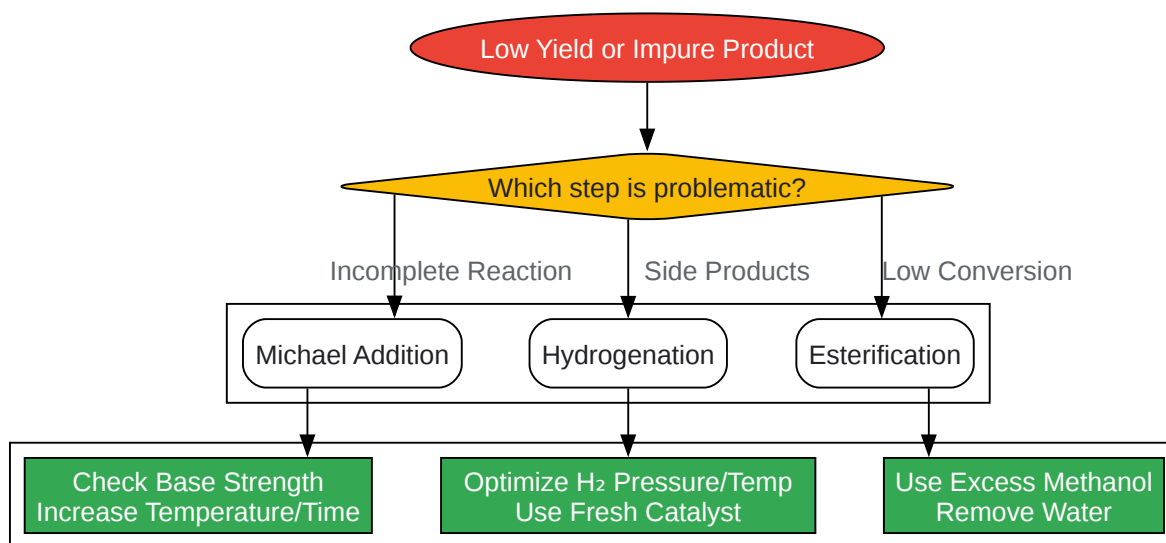 Low Yield or Impure Product
Which step is problematic?
Incomplete Reaction
Side Products
Low Conversion
Michael Addition
Hydrogenation
Esterification
Check Base Strength
Increase Temperature/Time
Optimize H₂ Pressure/Temp
Use Fresh Catalyst
Use Excess Methanol
Remove Water